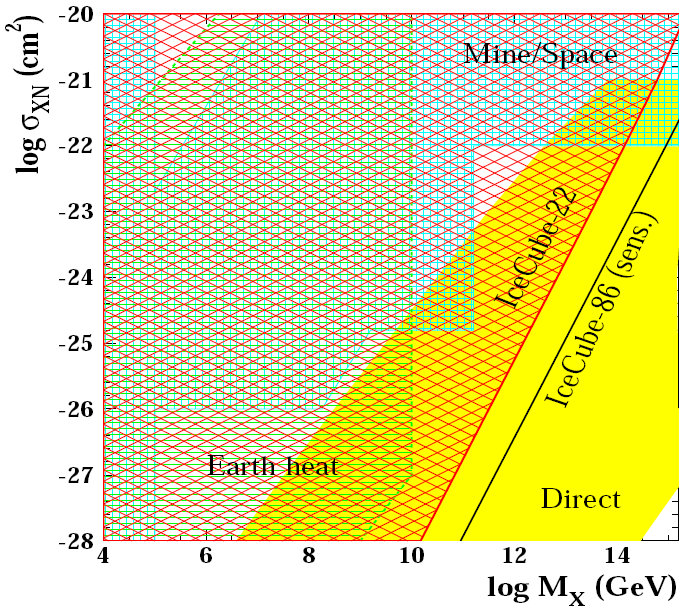 log σXN (cm2)
-20
-21
-22
-23
-24
-25
-26
-27
-28
Mine/Space
IceCube-22
IceCube-86 (sens.)
Earth heat
Direct
4
6
8
10
12
14
log MX (GeV)